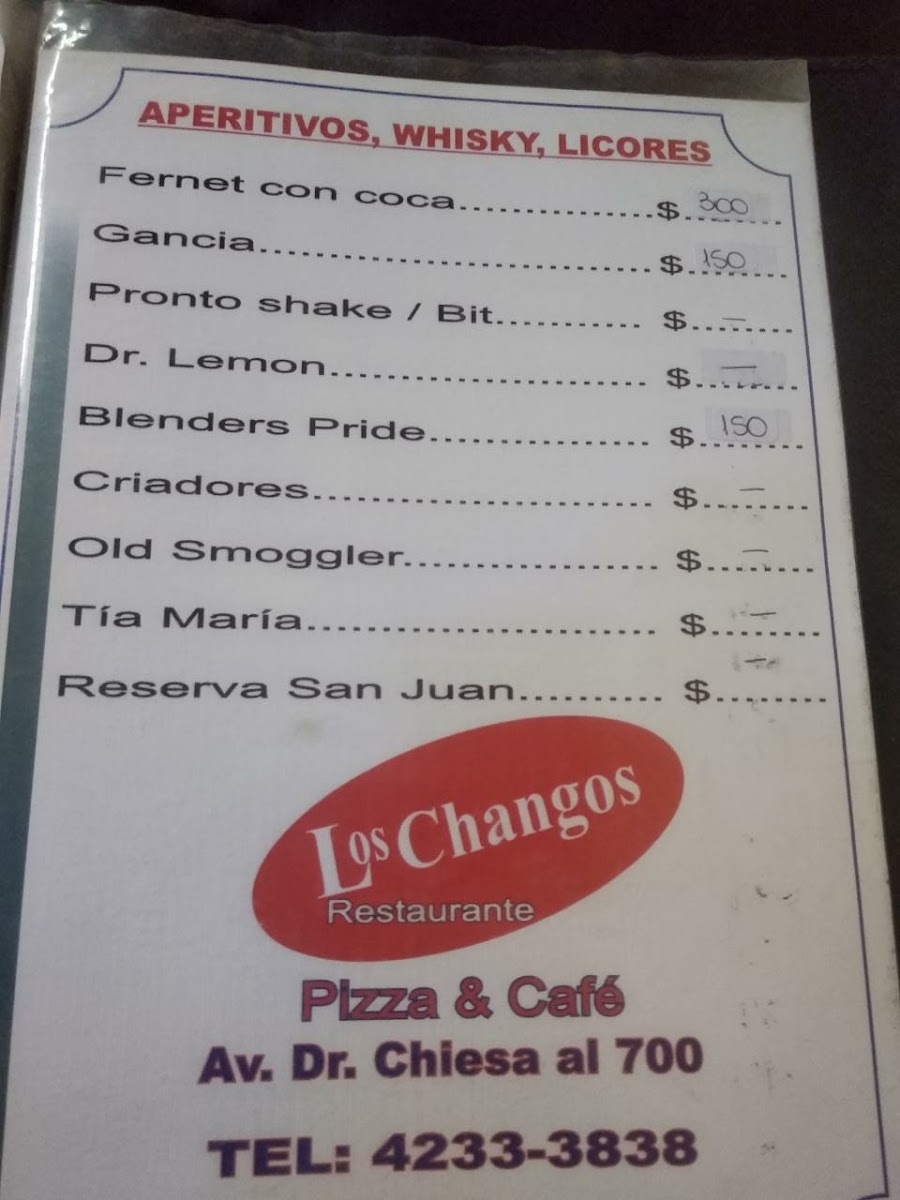 APERITIVOS, WHISKY, LICORES
Fernet con coca...............$ 300
Gancia...............................$ 150
Pronto shake / Bit............ $ –
Dr. Lemon........................ $ –
Blenders Pride................. $ 150
Criadores.......................... $ –
Old Smoggler................... $ –
Tía María........................... $ –
Reserva San Juan........... $ –
Los Changos
Restaurante
Pizza & Café
Av. Dr. Chiesa al 700
TEL: 4233-3838